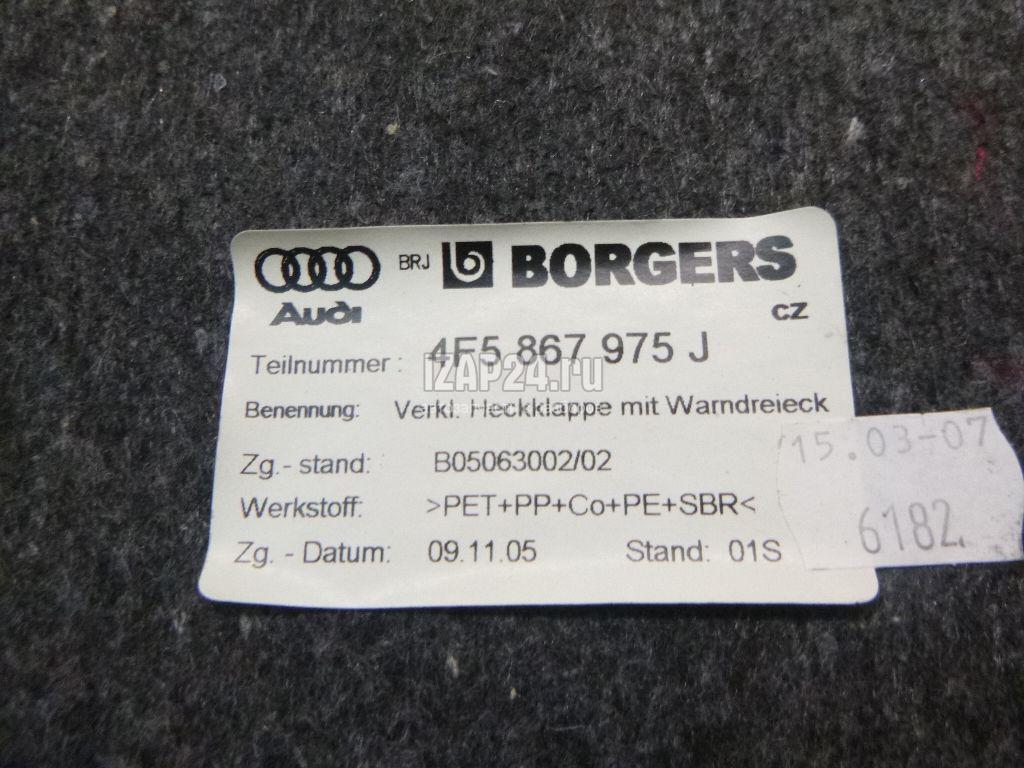 BRJ BORGERS
Audi CZ
Teilnummer: 4F5 867 975 J
IZAP24.ru
Benennung: Verkl. Heckklappe mit Warndreieck
15.03-07
Zg.- stand: B05063002/02
Werkstoff: >PET+PP+Co+PE+SBR<
6182.
Zg. - Datum: 09.11.05 Stand: 01S